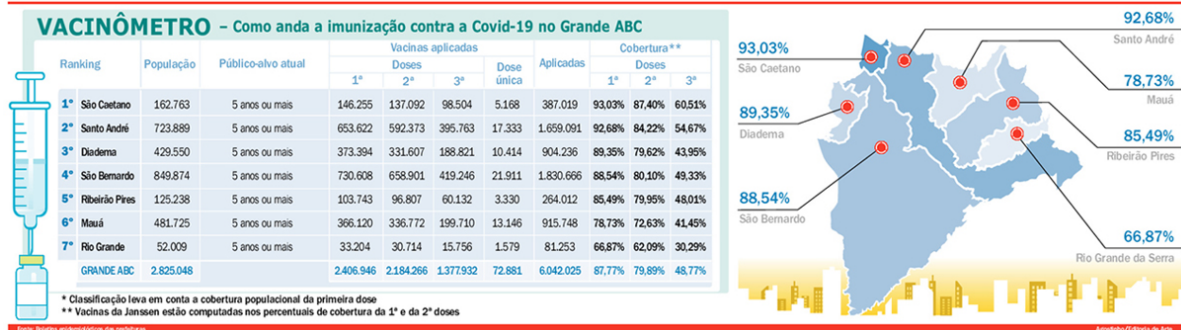 VACINÔMETRO – Como anda a imunização contra a Covid-19 no Grande ABC
Ranking População Público-alvo atual Vacinas aplicadas Aplicadas Cobertura**
Doses Dose única Doses
1ª 2ª 3ª 1ª 2ª 3ª
1° São Caetano 162.763 5 anos ou mais 146.255 137.092 98.504 5.168 387.019 93,03% 87,40% 60,51%
2° Santo André 723.889 5 anos ou mais 653.622 592.373 395.763 17.333 1.659.091 92,68% 84,22% 54,67%
3° Diadema 429.550 5 anos ou mais 373.394 331.607 188.821 10.414 904.236 89,35% 79,62% 43,95%
4° São Bernardo 849.874 5 anos ou mais 730.608 658.901 419.246 21.911 1.830.666 88,54% 80,10% 49,33%
5° Ribeirão Pires 125.238 5 anos ou mais 103.743 96.807 60.132 3.330 264.012 85,49% 79,95% 48,01%
6° Mauá 481.725 5 anos ou mais 366.120 336.772 199.710 13.146 915.748 78,73% 72,63% 41,45%
7° Rio Grande 52.009 5 anos ou mais 33.204 30.714 15.756 1.579 81.253 66,87% 62,09% 30,29%
GRANDE ABC 2.825.048 2.406.946 2.184.266 1.377.932 72.881 6.042.025 87,77% 79,89% 48,77%
* Classificação leva em conta a cobertura populacional da primeira dose
** Vacinas da Janssen estão computadas nos percentuais de cobertura da 1ª e da 2ª doses
92,68%
Santo André
93,03%
São Caetano
78,73%
Mauá
89,35%
Diadema
85,49%
Ribeirão Pires
88,54%
São Bernardo
66,87%
Rio Grande da Serra
Fonte: Boletins epidemiológicos das prefeituras